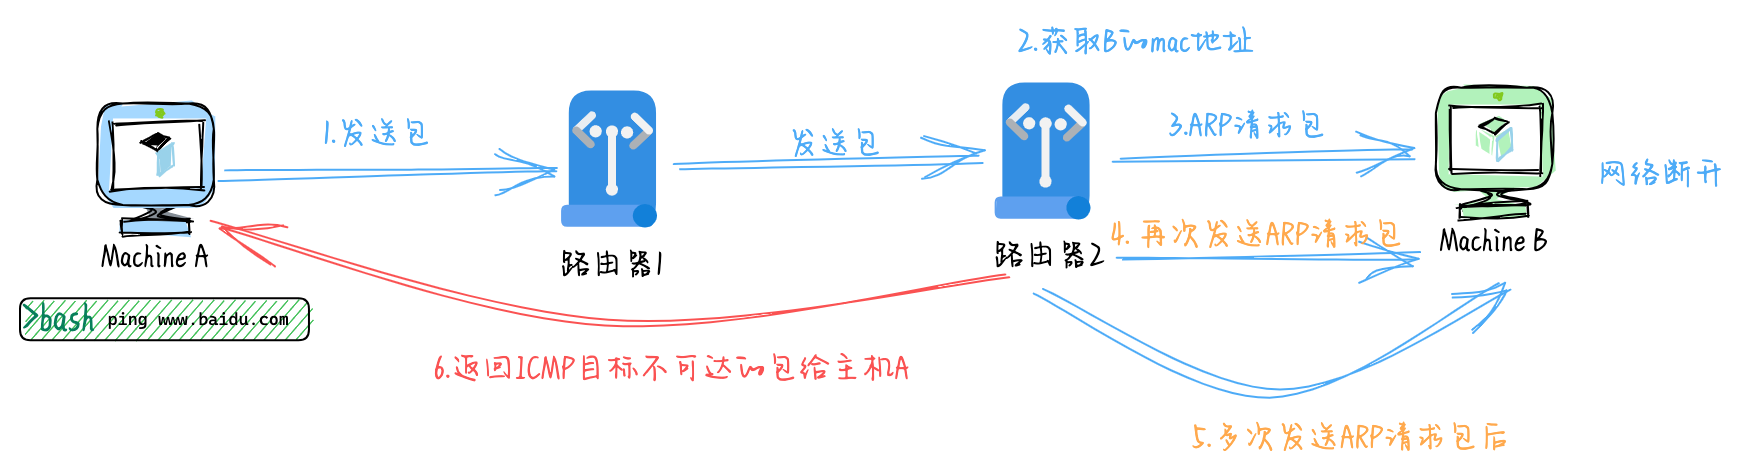 2.获取B的mac地址
1.发送包
发送包
3.ARP请求包
网络断开
4.再次发送ARP请求包
Machine A
路由器1
路由器2
Machine B
>bash ping www.baidu.com
6.返回ICMP目标不可达的包给主机A
5.多次发送ARP请求包后